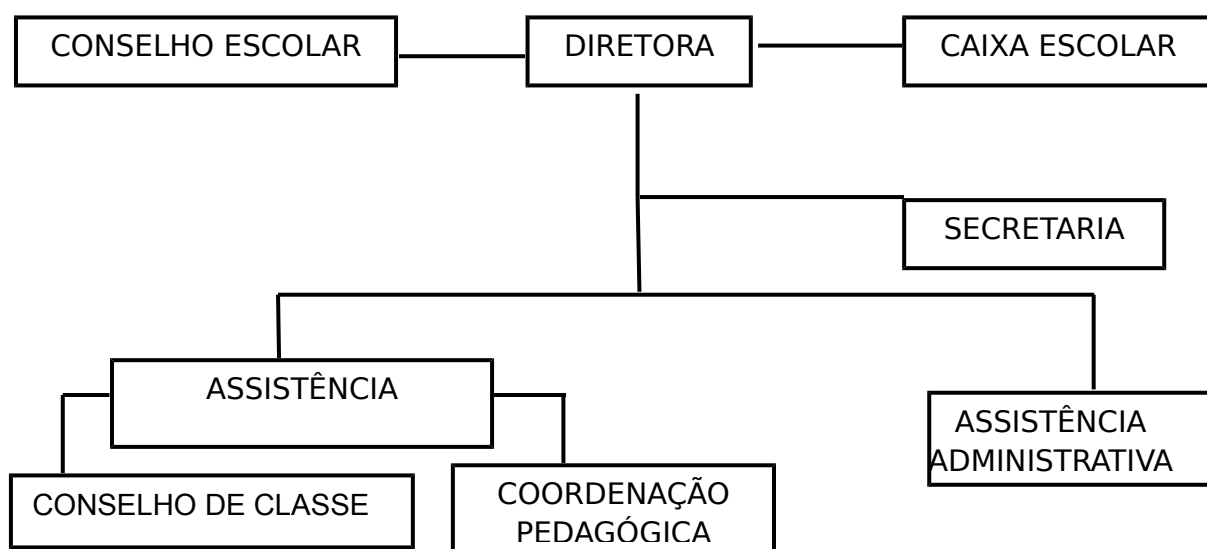 CONSELHO ESCOLAR
DIRETORA
CAIXA ESCOLAR
SECRETARIA
ASSISTÊNCIA
ASSISTÊNCIA
ADMINISTRATIVA
CONSELHO DE CLASSE
COORDENAÇÃO
PEDAGÓGICA